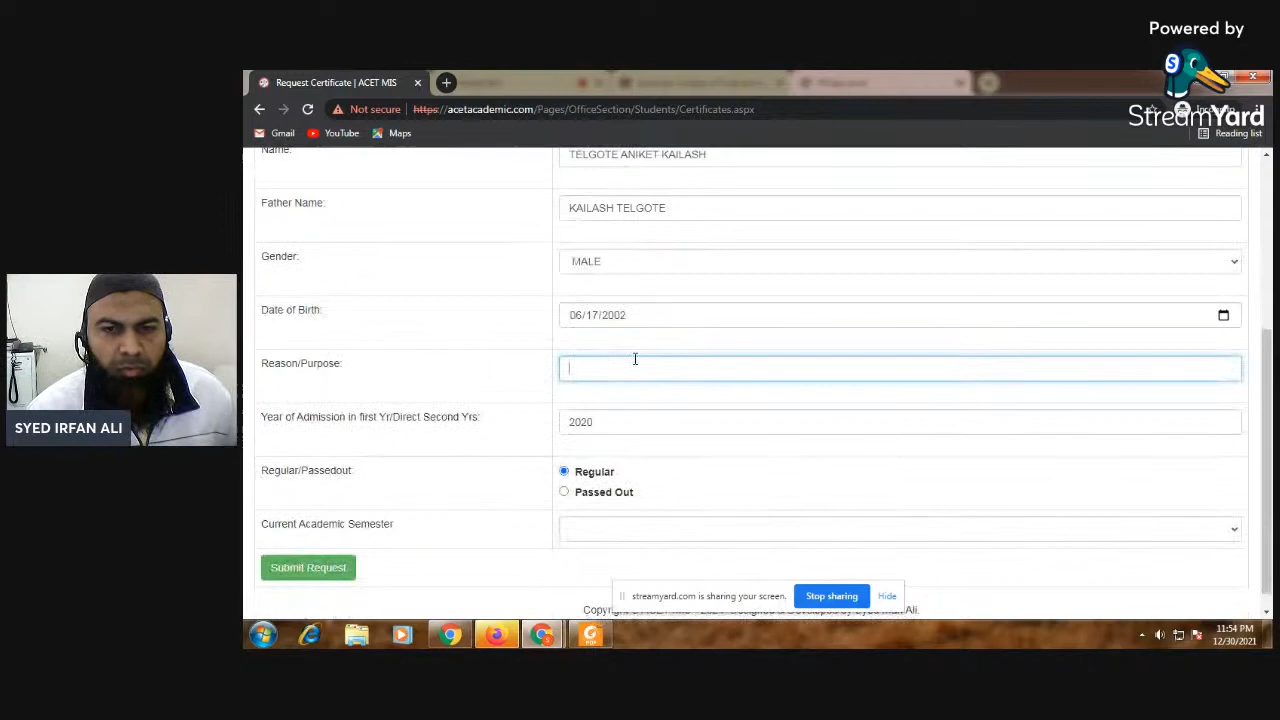 Powered by
StreamYard
Request Certificate | ACET MIS
Not secure https://acetacademic.com/Pages/OfficeSection/Students/Certificates.aspx
Gmail YouTube Maps Reading list
Name: TELGOTE ANIKET KAILASH
Father Name: KAILASH TELGOTE
Gender: MALE
Date of Birth: 06/17/2002
Reason/Purpose:
Year of Admission in first Yr/Direct Second Yrs: 2020
Regular/Passedout: Regular
Passed Out
Current Academic Semester
Submit Request
streamyard.com is sharing your screen. Stop sharing Hide
SYED IRFAN ALI
11:54 PM
12/30/2021